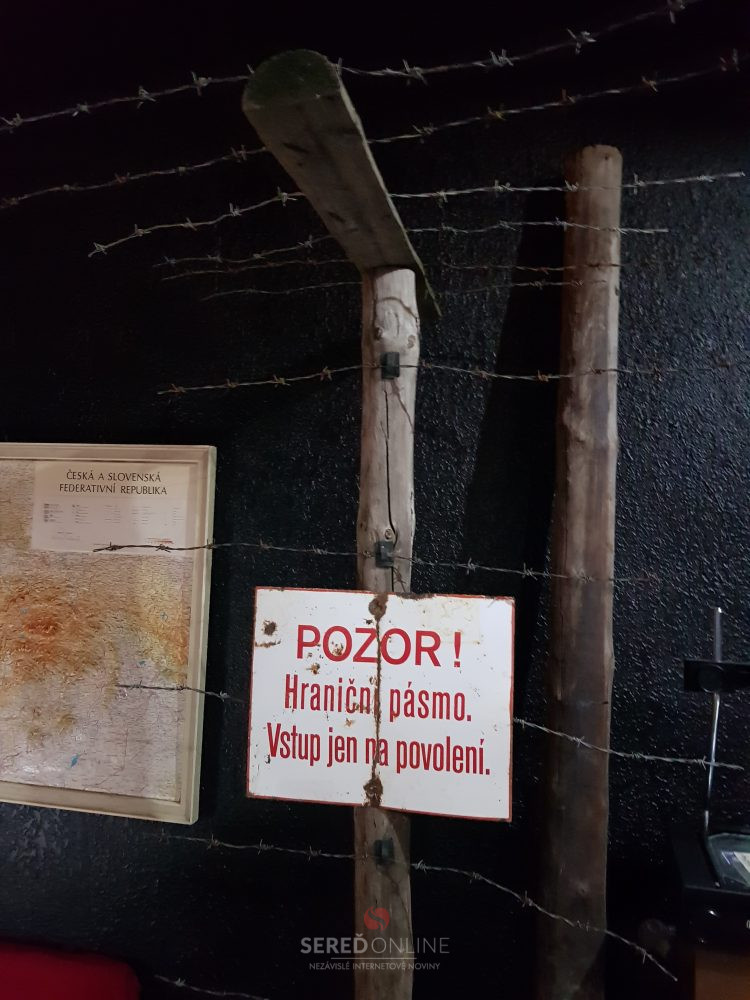 ČESKÁ A SLOVENSKÁ
FEDERATIVNÍ REPUBLIKA
POZOR !
Hraniční pásmo.
Vstup jen na povolení.
SEREĎONLINE
NEZÁVISLÉ INTERNETOVÉ NOVINY